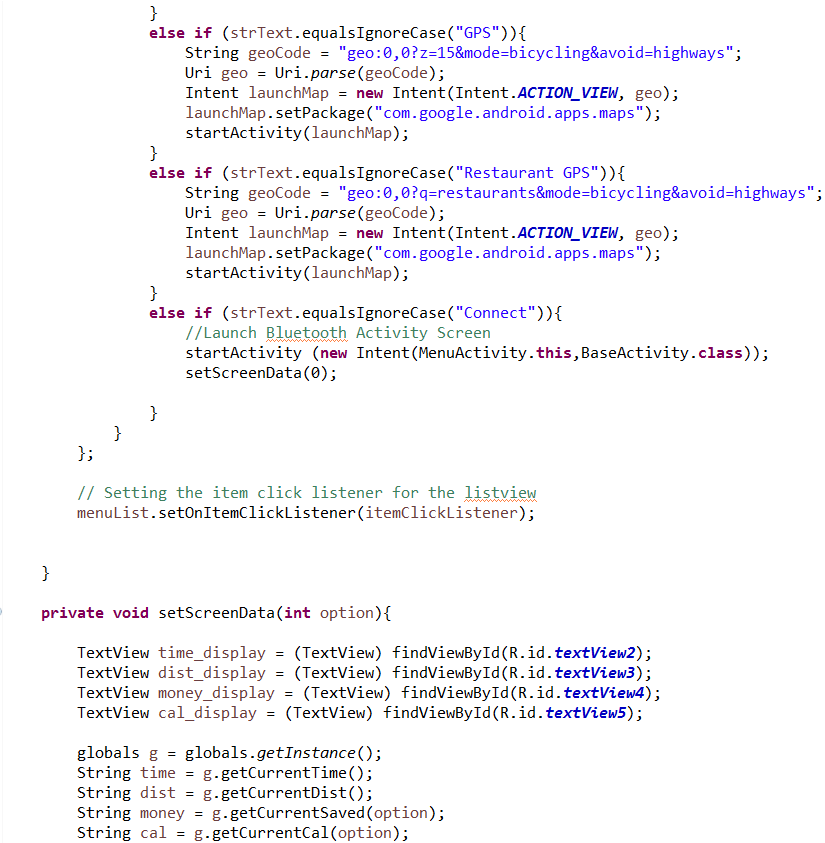 }
else if (strText.equalsIgnoreCase("GPS")){
String geoCode = "geo:0,0?z=15&mode=bicycling&avoid=highways";
Uri geo = Uri.parse(geoCode);
Intent launchMap = new Intent(Intent.ACTION_VIEW, geo);
launchMap.setPackage("com.google.android.apps.maps");
startActivity(launchMap);
}
else if (strText.equalsIgnoreCase("Restaurant GPS")){
String geoCode = "geo:0,0?q=restaurants&mode=bicycling&avoid=highways";
Uri geo = Uri.parse(geoCode);
Intent launchMap = new Intent(Intent.ACTION_VIEW, geo);
launchMap.setPackage("com.google.android.apps.maps");
startActivity(launchMap);
}
else if (strText.equalsIgnoreCase("Connect")){
//Launch Bluetooth Activity Screen
startActivity (new Intent(MenuActivity.this,BaseActivity.class));
setScreenData(0);
}
}
};
// Setting the item click listener for the listview
menuList.setOnItemClickListener(itemClickListener);
}
private void setScreenData(int option){
TextView time_display = (TextView) findViewById(R.id.textView2);
TextView dist_display = (TextView) findViewById(R.id.textView3);
TextView money_display = (TextView) findViewById(R.id.textView4);
TextView cal_display = (TextView) findViewById(R.id.textView5);
globals g = globals.getInstance();
String time = g.getCurrentTime();
String dist = g.getCurrentDist();
String money = g.getCurrentSaved(option);
String cal = g.getCurrentCal(option);